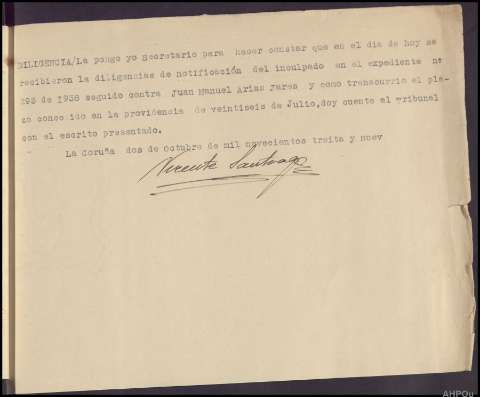 DILIGENCIA/La pongo yo Secretario para hacer constar que en el dia de hoy se
recibieron la diligencias de notificación del inculpado en el expediente nº
293 de 1938 seguido contra Juan Manuel Arias Jares y como transcurrio el pla-
zo concedido en la providencia de veintiseis de Julio, doy cuenta el Tribunal
con el escrito presentado.
La Coruña dos de octubre de mil novecientos traita y nuev
Vicente Santiago
AHPOu